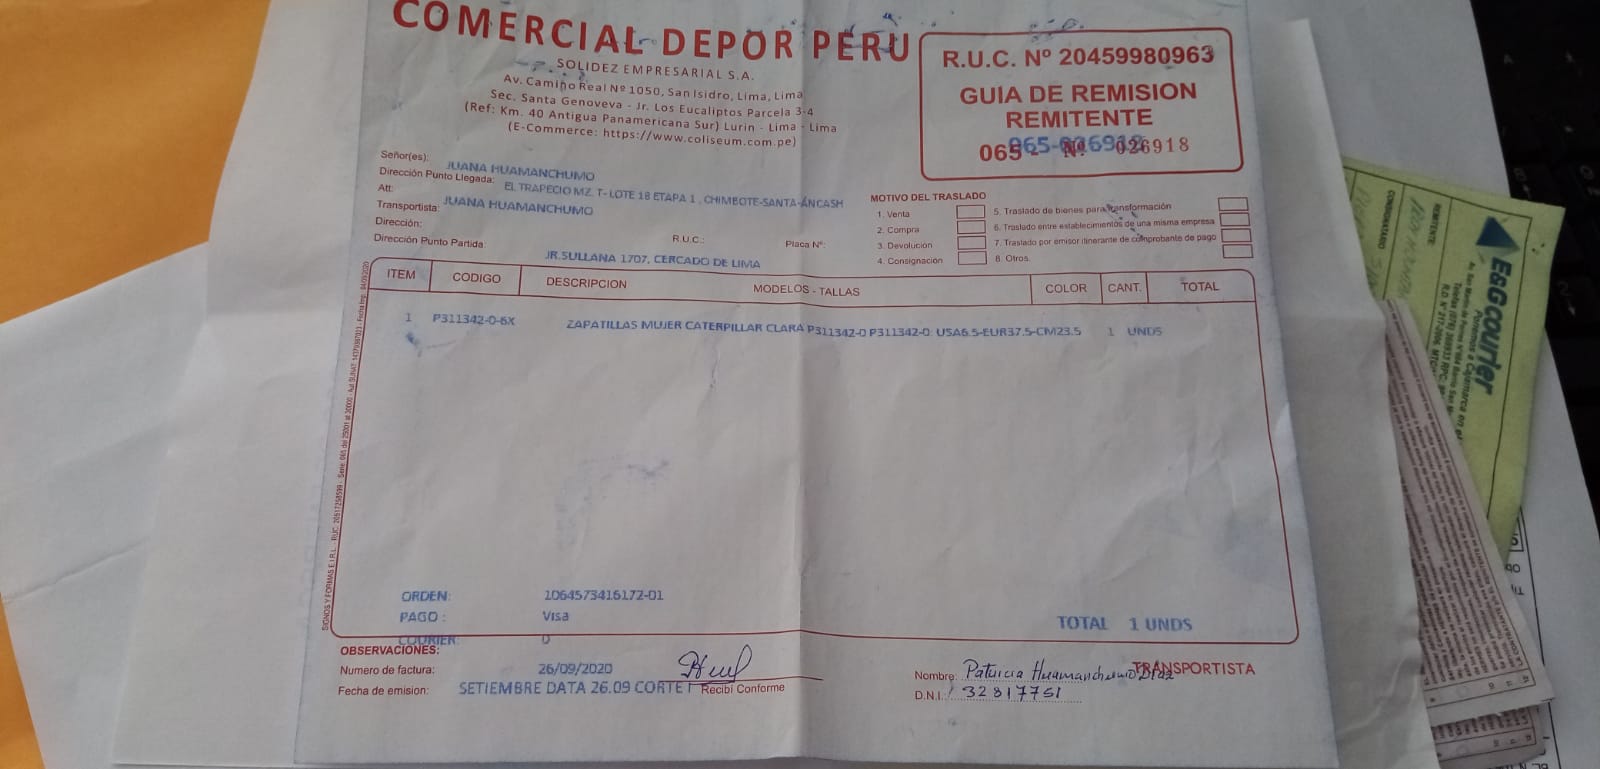 COMERCIAL DEPOR PERU
SOLIDEZ EMPRESARIAL S.A.
Av. Camino Real Nº 1050, San Isidro, Lima, Lima
Sec. Santa Genoveva - Jr. Los Eucaliptos Parcela 3-4
(Ref: Km. 40 Antigua Panamericana Sur) Lurin - Lima - Lima
(E-Commerce: https://www.coliseum.com.pe)
R.U.C. Nº 20459980963
GUIA DE REMISION
REMITENTE
065 - Nº 026918
065-026918
Señor(es): JUANA HUAMANCHUMO
Dirección Punto Llegada: EL TRAPECIO MZ. T- LOTE 18 ETAPA 1 , CHIMBOTE-SANTA-ÁNCASH
Att: JUANA HUAMANCHUMO
Transportista:
Dirección: R.U.C.: Placa Nº:
Dirección Punto Partida: JR.SULLANA 1707, CERCADO DE LIMA
MOTIVO DEL TRASLADO
1. Venta
2. Compra
3. Devolución
4. Consignación
5. Traslado de bienes para transformación
6. Traslado entre establecimientos de una misma empresa
7. Traslado por emisor itinerante de comprobante de pago
8. Otros.
ITEM CODIGO DESCRIPCION MODELOS - TALLAS COLOR CANT. TOTAL
1 P311342-0-6X ZAPATILLAS MUJER CATERPILLAR CLARA P311342-0 P311342-0: USA6.5-EUR37.5-CM23.5 1 UNDS
ORDEN: 1064573416172-01
PAGO : Visa
TOTAL 1 UNDS
COURIER: 0
OBSERVACIONES:
Numero de factura: 26/09/2020
Fecha de emision: SETIEMBRE DATA 26.09 CORTE 1
Recibí Conforme
TRANSPORTISTA
Nombre: Patricia Huamanchumo Diaz
D.N.I.: 32817751
SIGNOS Y FORMAS E.I.R.L.
EsGcourier
REMITENTE:
CONSIGNATARIO